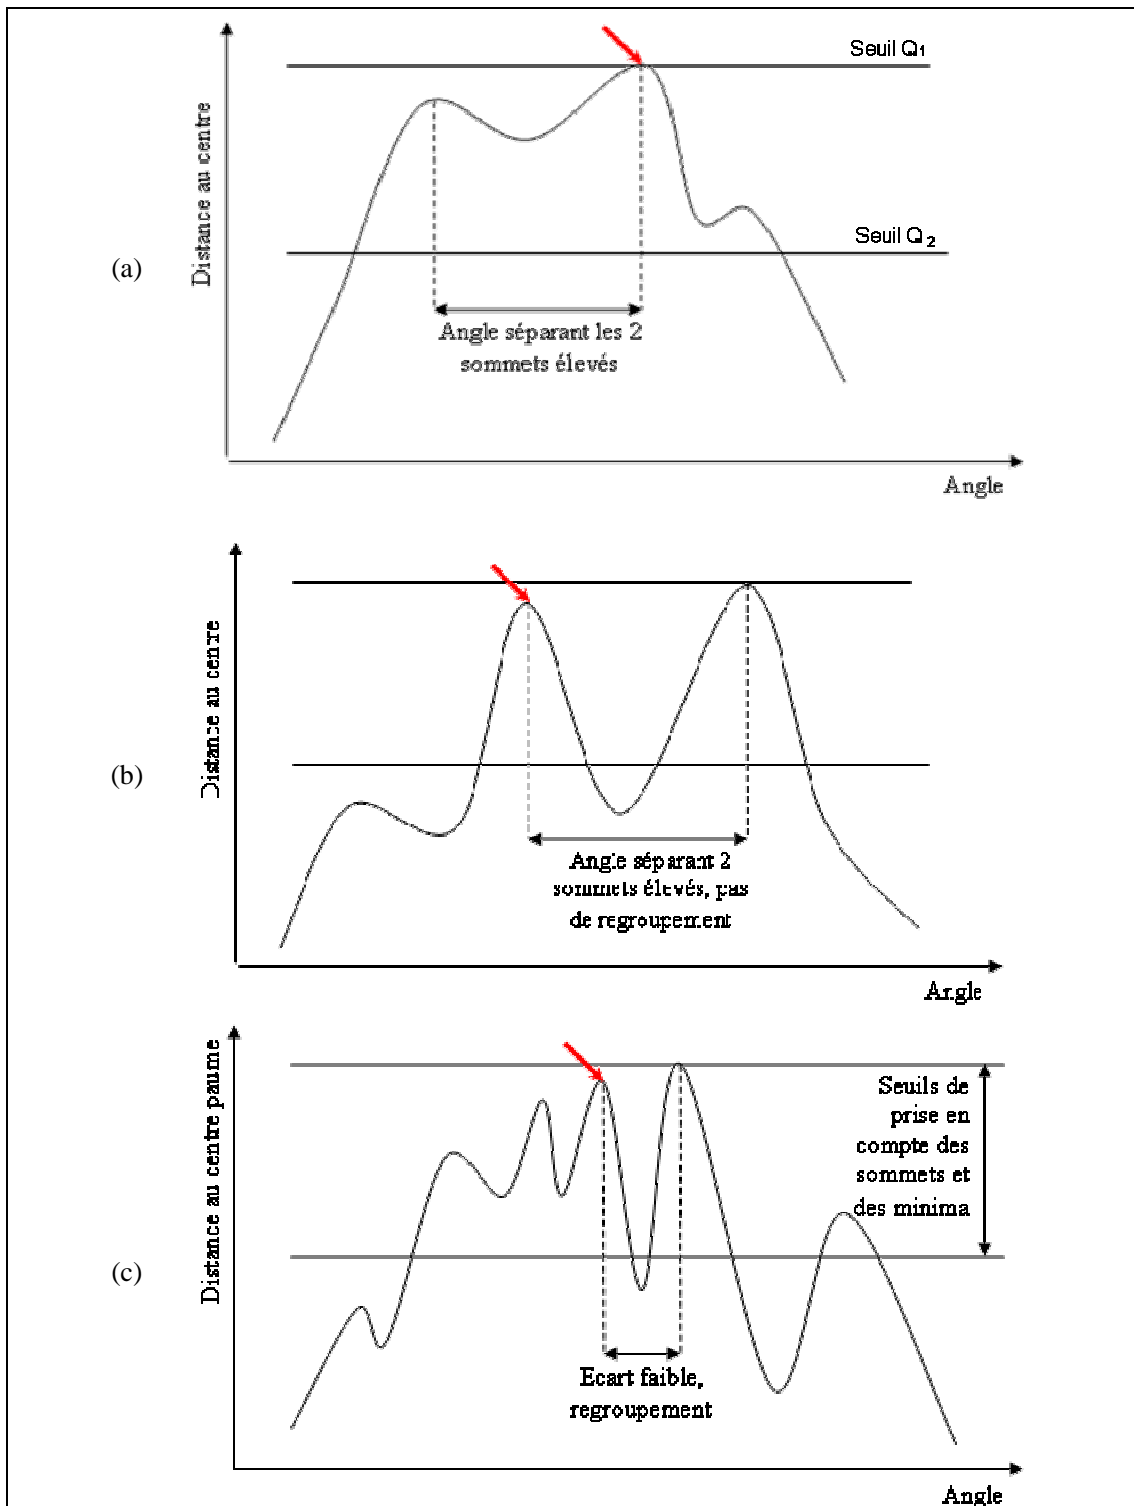 Seuil Q1
Distance au centre
Seuil Q2
(a)
Angle séparant les 2
sommets élevés
Angle
Distance au centre
(b)
Angle séparant 2
sommets élevés, pas
de regroupement
Angle
Distance au centre paume
Seuils de
prise en
compte des
sommets et
des minima
(c)
Ecart faible,
regroupement
Angle